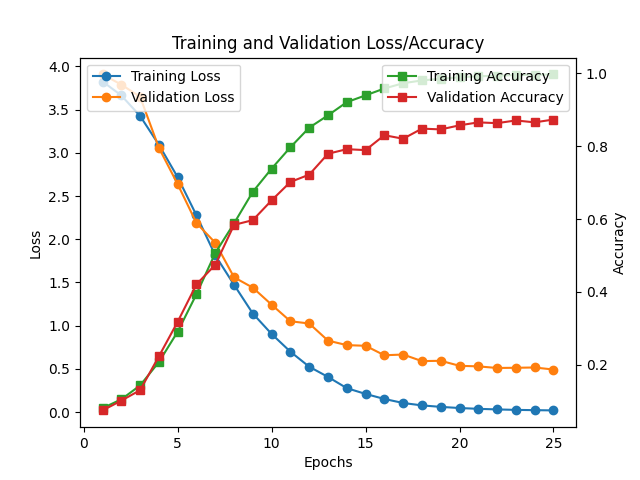 Training and Validation Loss/Accuracy
Training Loss
Validation Loss
Training Accuracy
Validation Accuracy
4.0
3.5
3.0
2.5
2.0
1.5
1.0
0.5
0.0
Loss
1.0
0.8
0.6
0.4
0.2
Accuracy
0 5 10 15 20 25
Epochs